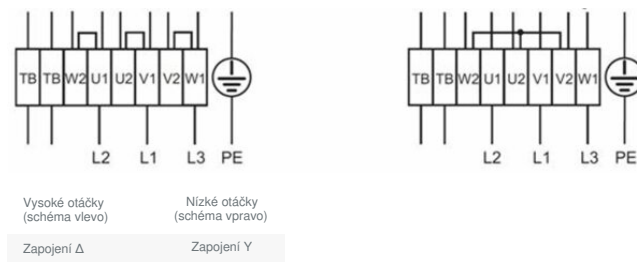 TB TB W2 U1 U2 V1 V2 W1
L2 L1 L3 PE
TB TB W2 U1 U2 V1 V2 W1
L2 L1 L3 PE
Vysoké otáčky
(schéma vlevo)
Nízké otáčky
(schéma vpravo)
Zapojení Δ
Zapojení Y